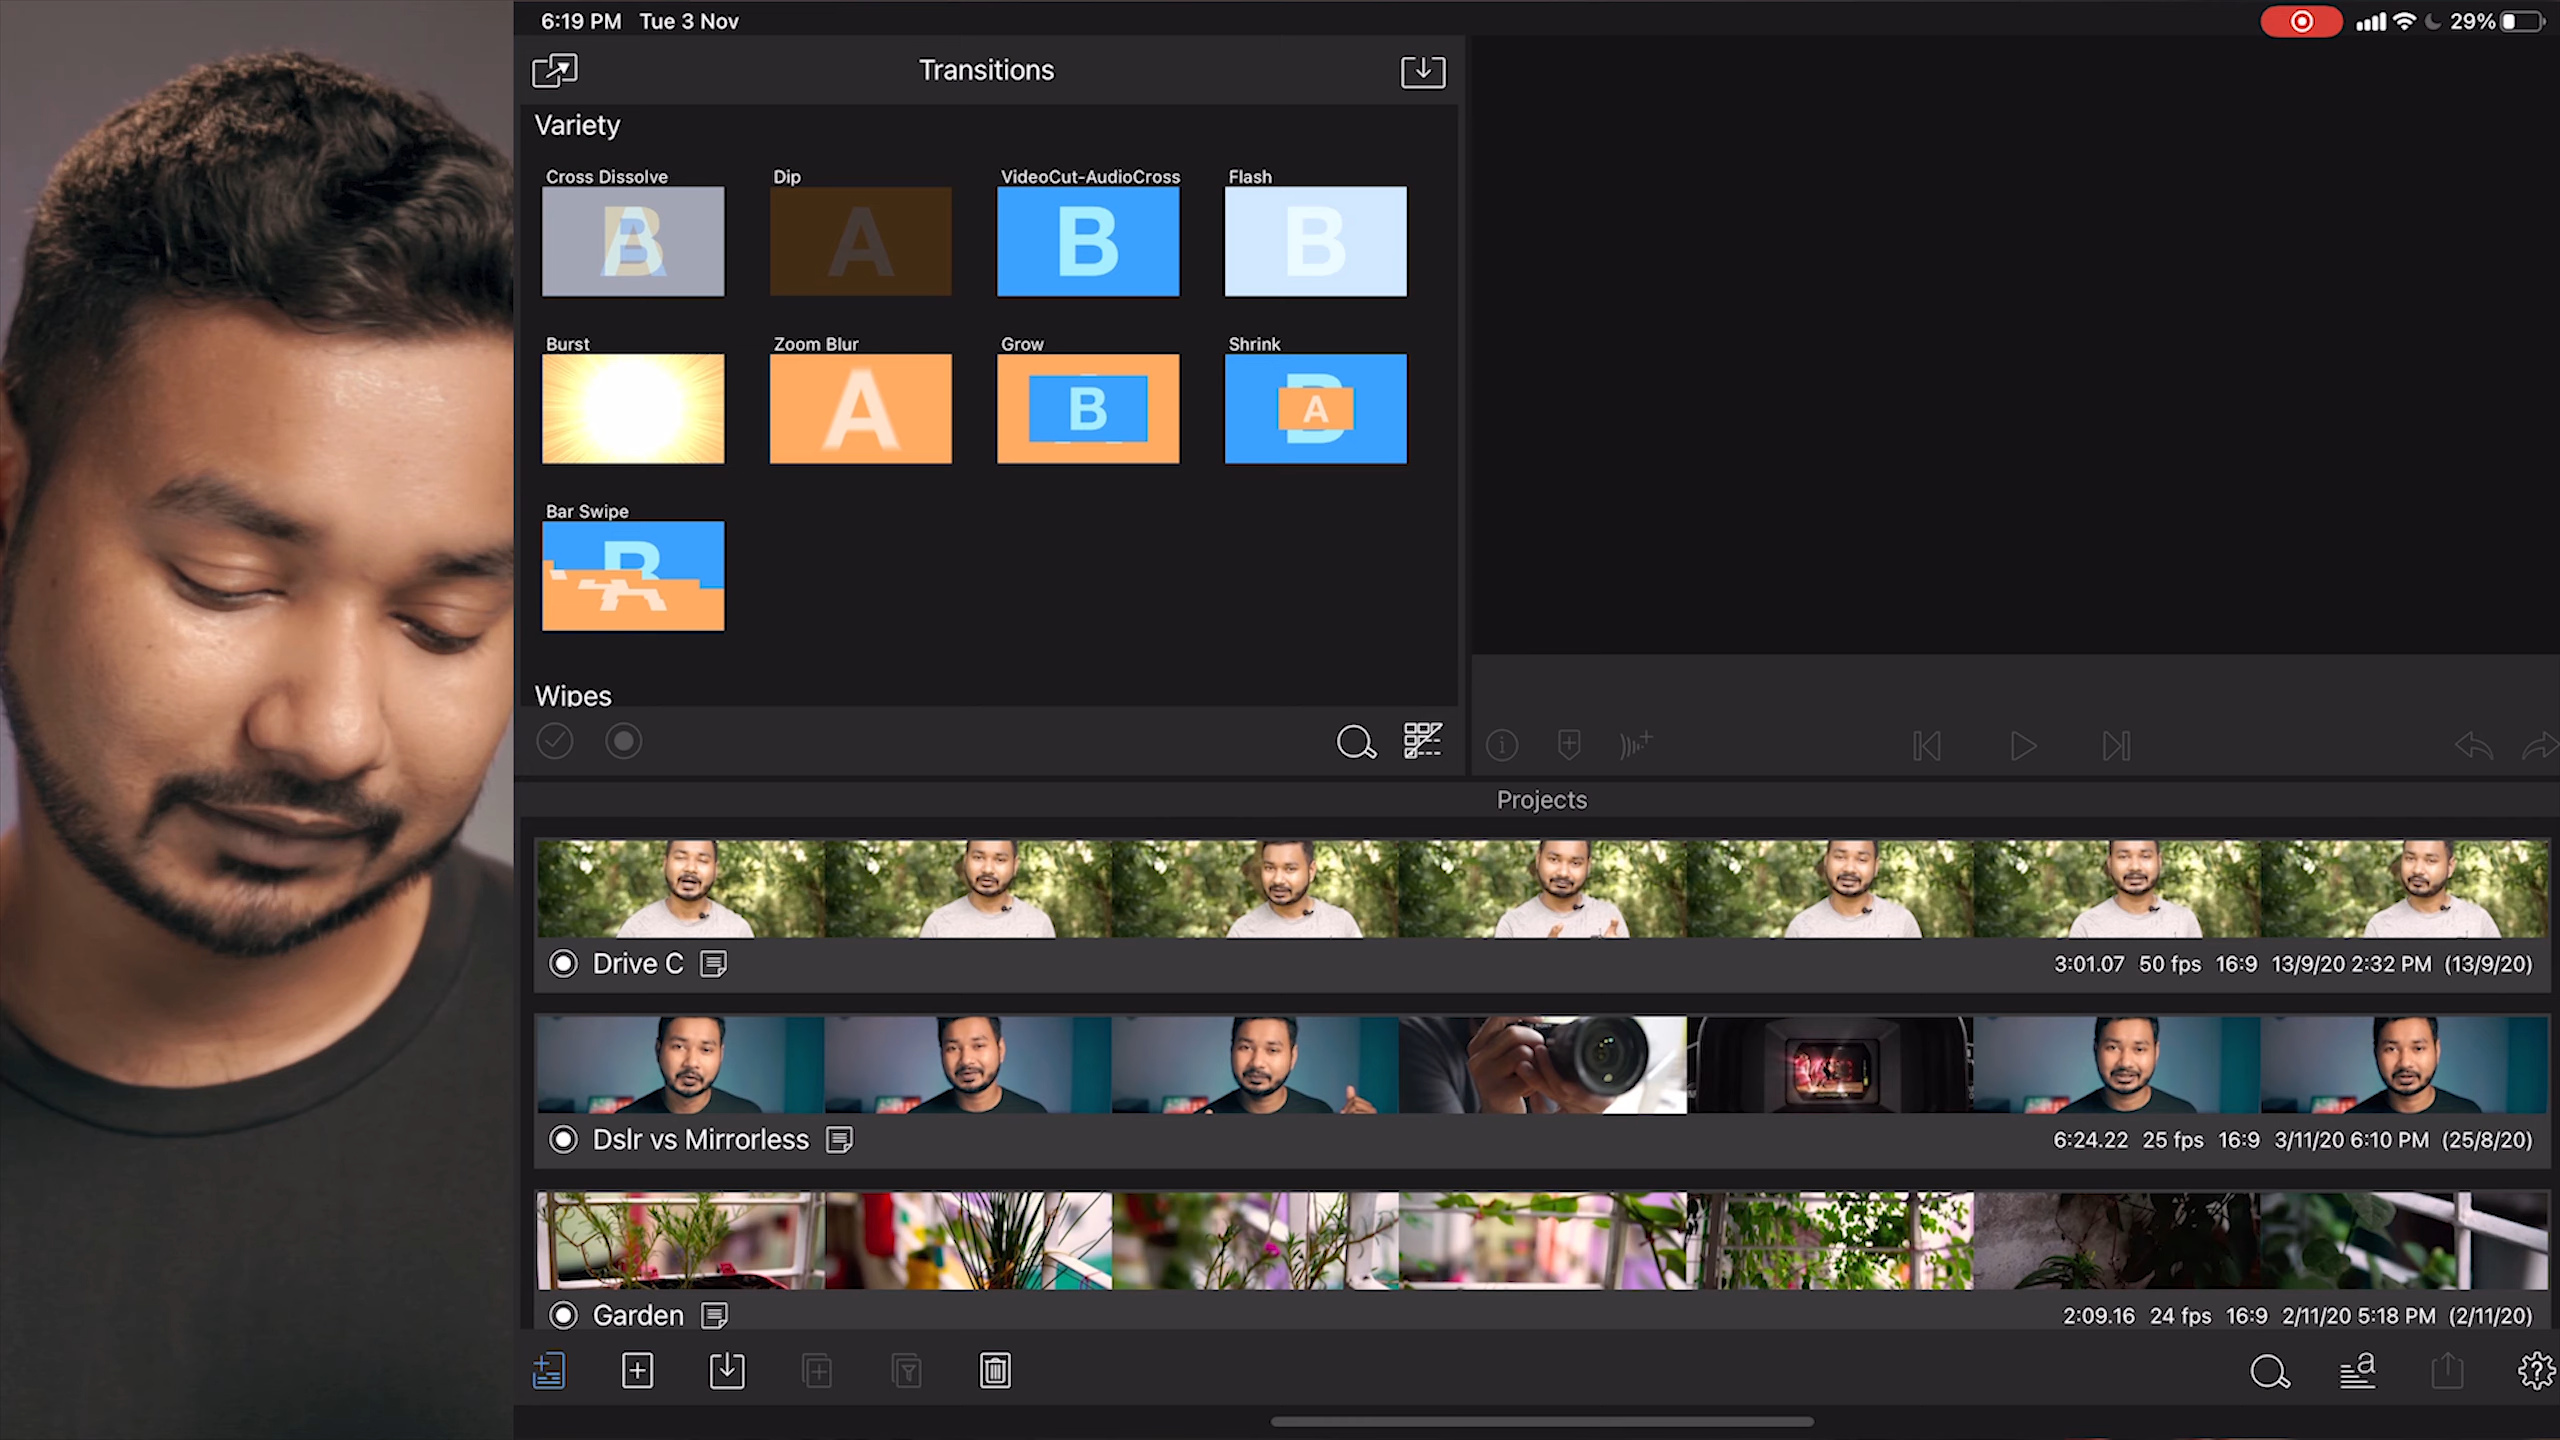 6:19 PM Tue 3 Nov
29%
Transitions
Variety
Cross Dissolve Dip VideoCut-AudioCross Flash
B A A B B
Burst Zoom Blur Grow Shrink
A B B A
Bar Swipe
B A
Wipes
Projects
Drive C 3:01.07 50 fps 16:9 13/9/20 2:32 PM (13/9/20)
Dslr vs Mirrorless 6:24.22 25 fps 16:9 3/11/20 6:10 PM (25/8/20)
Garden 2:09.16 24 fps 16:9 2/11/20 5:18 PM (2/11/20)
a ?